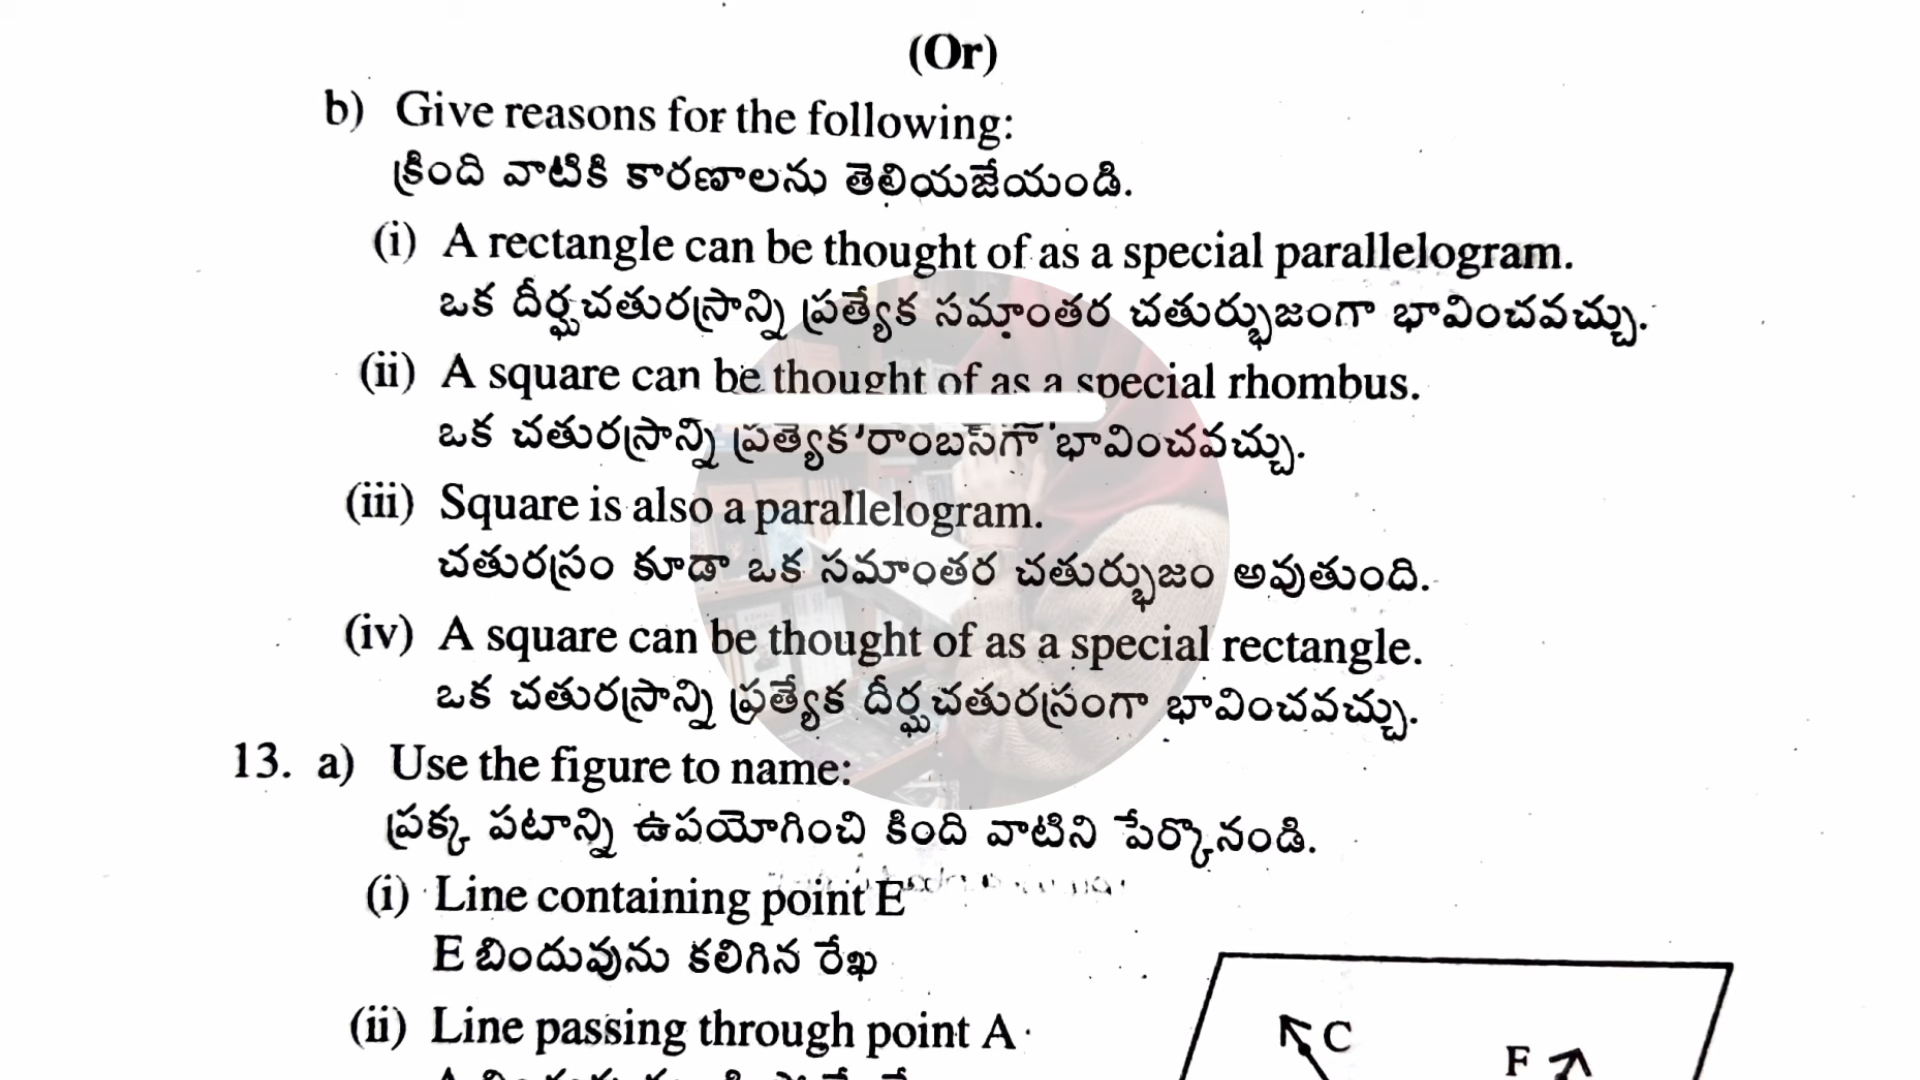 (Or)
b) Give reasons for the following:
క్రింది వాటికి కారణాలను తెలియజేయండి.
(i) A rectangle can be thought of as a special parallelogram.
ఒక దీర్ఘచతురస్రాన్ని ప్రత్యేక సమాంతర చతుర్భుజంగా భావించవచ్చు.
(ii) A square can be thought of as a special rhombus.
ఒక చతురస్రాన్ని ప్రత్యేక రాంబస్‌గా భావించవచ్చు.
(iii) Square is also a parallelogram.
చతురస్రం కూడా ఒక సమాంతర చతుర్భుజం అవుతుంది.
(iv) A square can be thought of as a special rectangle.
ఒక చతురస్రాన్ని ప్రత్యేక దీర్ఘచతురస్రంగా భావించవచ్చు.
13. a) Use the figure to name:
ప్రక్క పటాన్ని ఉపయోగించి కింది వాటిని పేర్కొనండి.
(i) Line containing point E
E బిందువును కలిగిన రేఖ
(ii) Line passing through point A
C
F